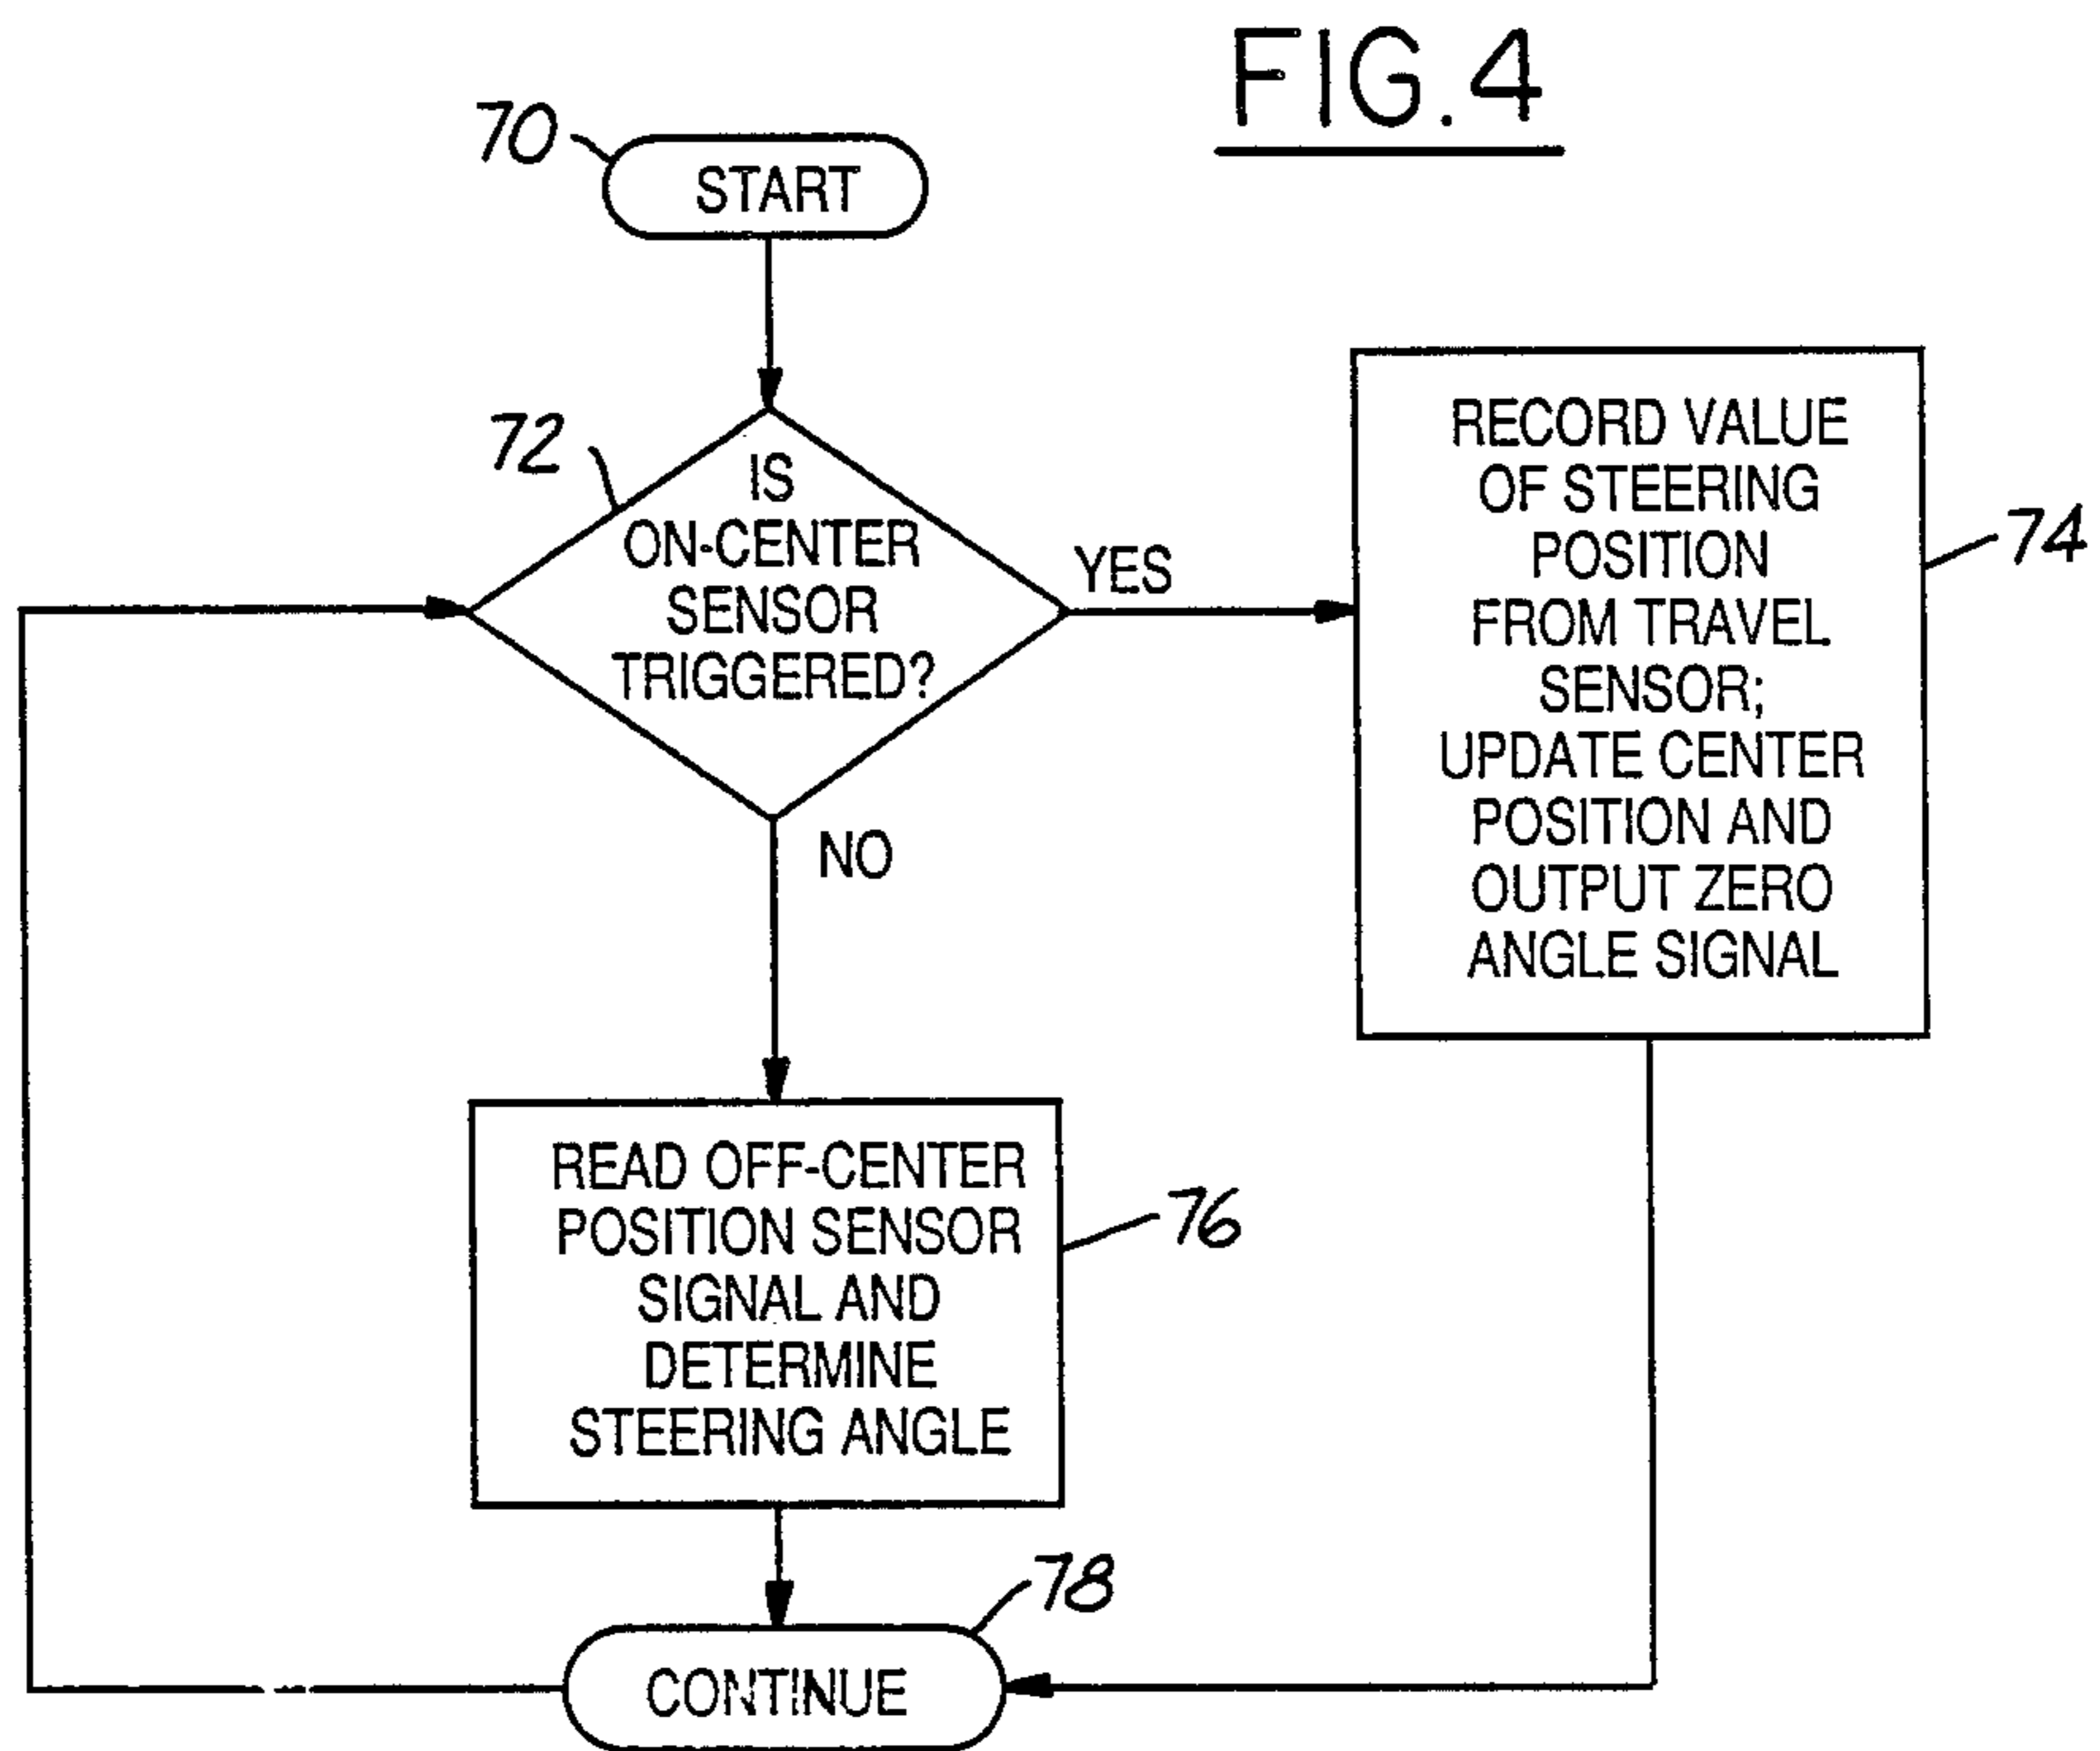 FIG.4
70
START
72
IS
ON-CENTER
SENSOR
TRIGGERED?
YES
RECORD VALUE
OF STEERING
POSITION
FROM TRAVEL
SENSOR;
UPDATE CENTER
POSITION AND
OUTPUT ZERO
ANGLE SIGNAL
74
NO
READ OFF-CENTER
POSITION SENSOR
SIGNAL AND
DETERMINE
STEERING ANGLE
76
78
CONTINUE